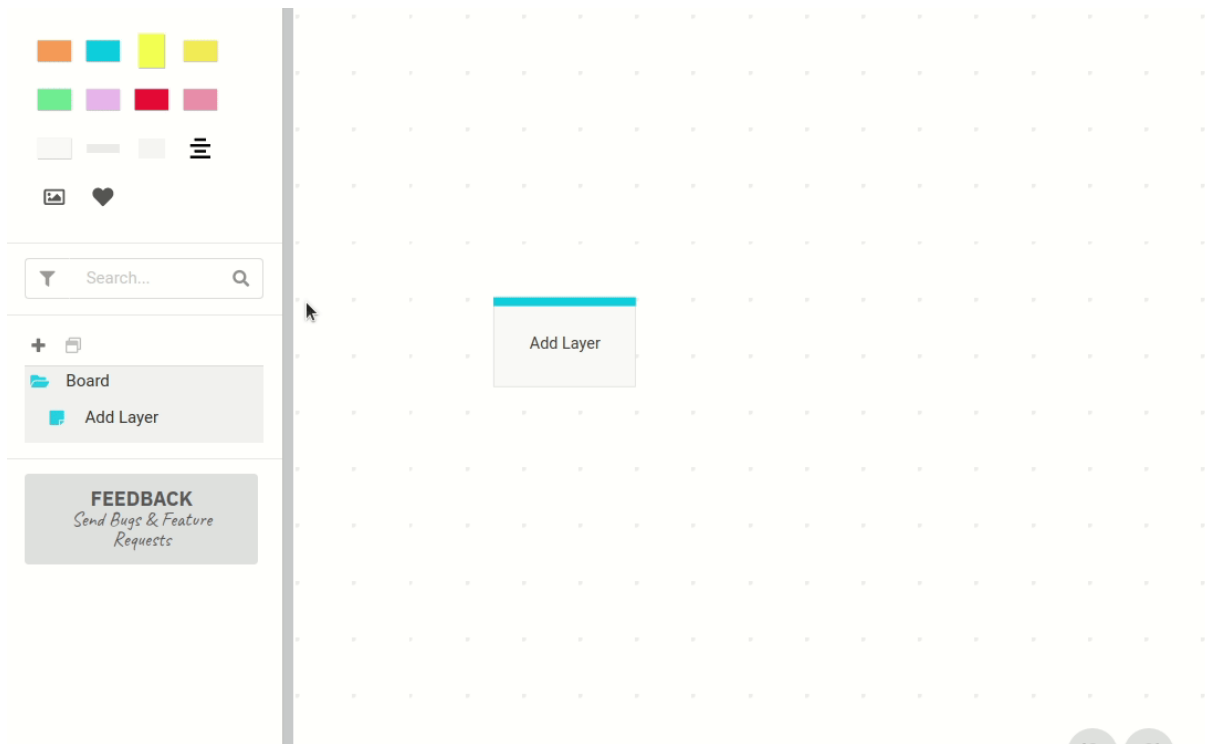 Search...
Add Layer
Board
Add Layer
FEEDBACK
Send Bugs & Feature
Requests